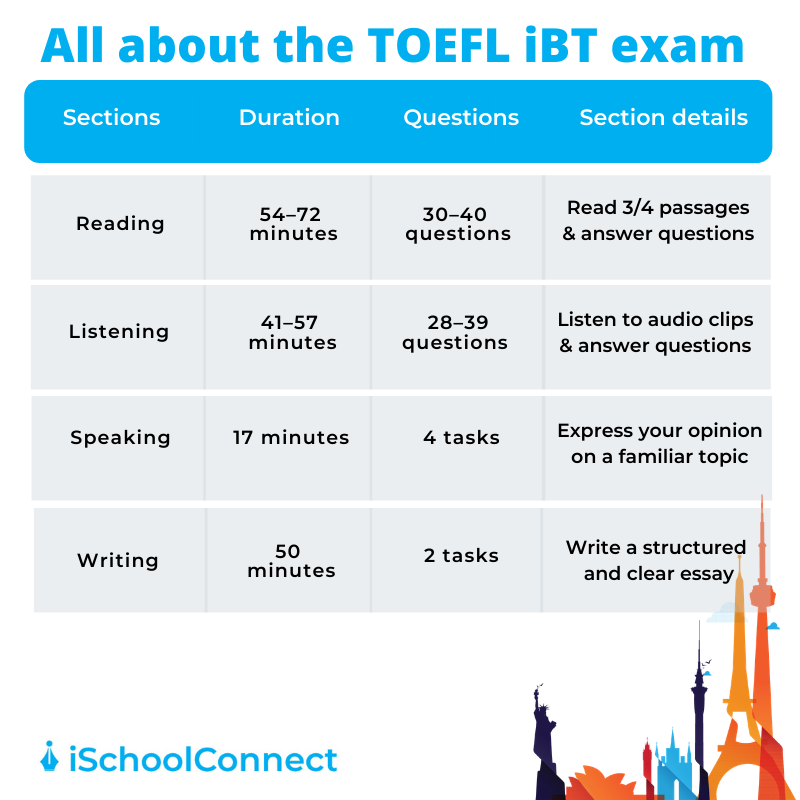 All about the TOEFL iBT exam
Sections Duration Questions Section details
Reading
54–72
minutes
30–40
questions
Read 3/4 passages
& answer questions
Listening
41–57
minutes
28–39
questions
Listen to audio clips
& answer questions
Speaking
17 minutes
4 tasks
Express your opinion
on a familiar topic
Writing
50
minutes
2 tasks
Write a structured
and clear essay
iSchoolConnect